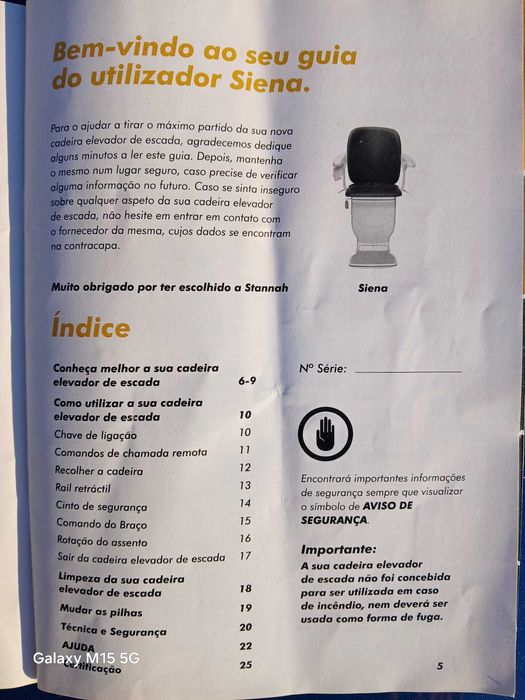 Bem-vindo ao seu guia
do utilizador Siena.
Para o ajudar a tirar o máximo partido da sua nova
cadeira elevador de escada, agradecemos dedique
alguns minutos a ler este guia. Depois, mantenha
o mesmo num lugar seguro, caso precise de verificar
alguma informação no futuro. Caso se sinta inseguro
sobre qualquer aspeto da sua cadeira elevador
de escada, não hesite em entrar em contato com
o fornecedor da mesma, cujos dados se encontram
na contracapa.
Muito obrigado por ter escolhido a Stannah
Siena
Índice
Conheça melhor a sua cadeira
elevador de escada 6-9
Como utilizar a sua cadeira
elevador de escada 10
Chave de ligação 10
Comandos de chamada remota 11
Recolher a cadeira 12
Rail retráctil 13
Cinto de segurança 14
Comando do Braço 15
Rotação do assento 16
Saír da cadeira elevador de escada 17
Limpeza da sua cadeira
elevador de escada 18
Mudar as pilhas 19
Técnica e Segurança 20
AJUDA 22
Certificação 25
Nº Série:
Encontrará importantes informações
de segurança sempre que visualizar
o símbolo de AVISO DE
SEGURANÇA.
Importante:
A sua cadeira elevador
de escada não foi concebida
para ser utilizada em caso
de incêndio, nem deverá ser
usada como forma de fuga.
Galaxy M15 5G
5